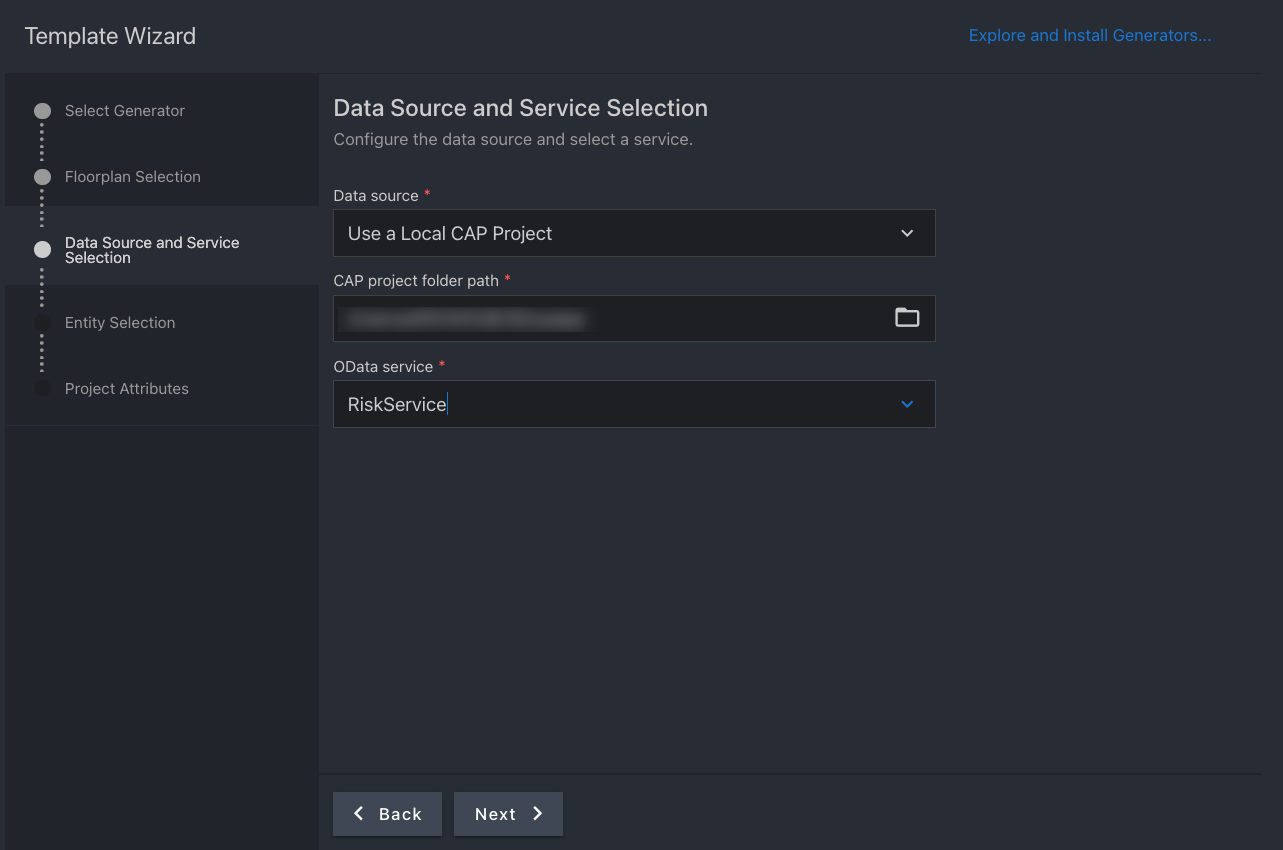 Template Wizard
Explore and Install Generators...
Select Generator
Floorplan Selection
Data Source and Service
Selection
Entity Selection
Project Attributes
Data Source and Service Selection
Configure the data source and select a service.
Data source *
Use a Local CAP Project
CAP project folder path *
OData service *
RiskService
Back
Next